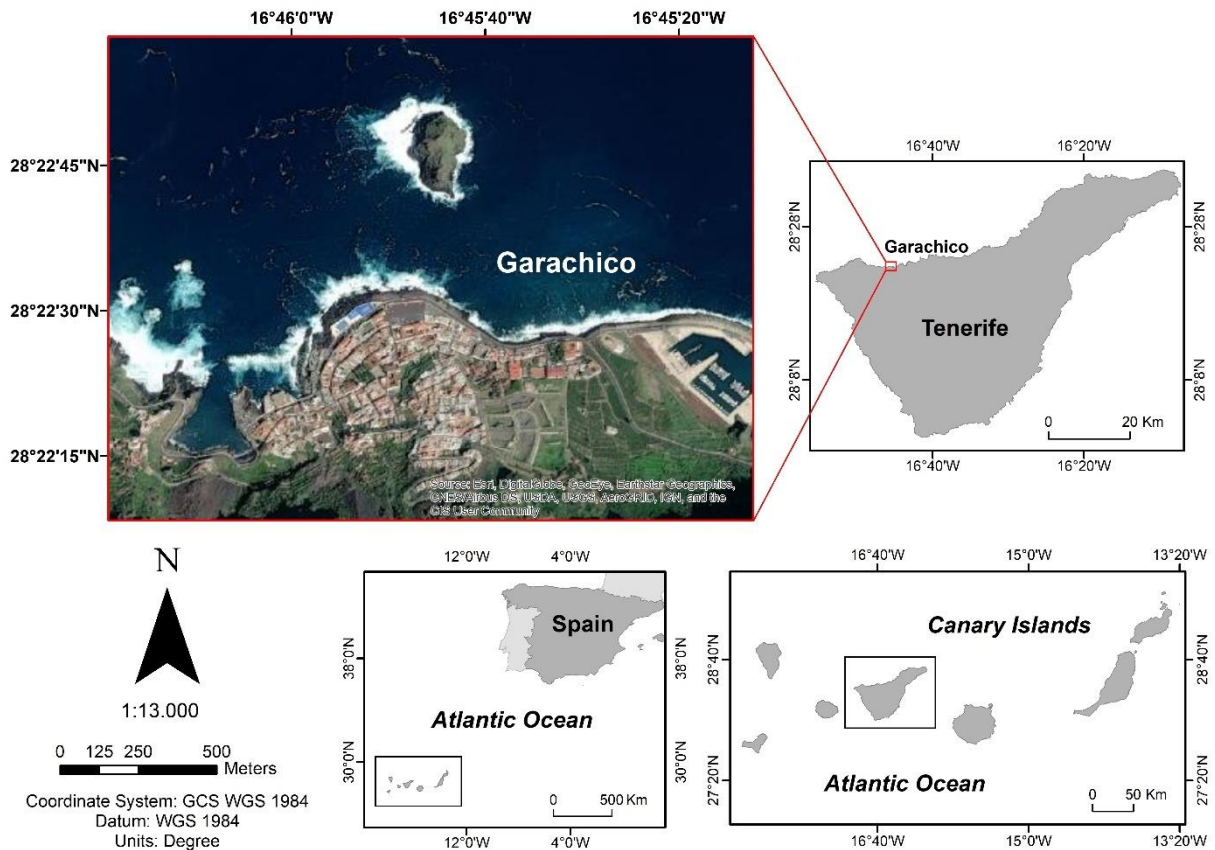 16°46'0"W 16°45'40"W 16°45'20"W
28°22'45"N
28°22'30"N
28°22'15"N
Garachico
Source: Esri, DigitalGlobe, GeoEye, Earthstar Geographics,
CNES/Airbus DS, USDA, USGS, AeroGRID, IGN, and the
GIS User Community
16°40'W 16°20'W
28°28'N 28°28'N
28°8'N 28°8'N
Garachico
Tenerife
0 20 Km
16°40'W 16°20'W
N
1:13.000
0 125 250 500
Meters
Coordinate System: GCS WGS 1984
Datum: WGS 1984
Units: Degree
12°0'W 4°0'W
38°0'N 38°0'N
30°0'N 30°0'N
Spain
Atlantic Ocean
0 500 Km
12°0'W 4°0'W
16°40'W 15°0'W 13°20'W
28°40'N 28°40'N
27°20'N 27°20'N
Canary Islands
Atlantic Ocean
0 50 Km
16°40'W 15°0'W 13°20'W